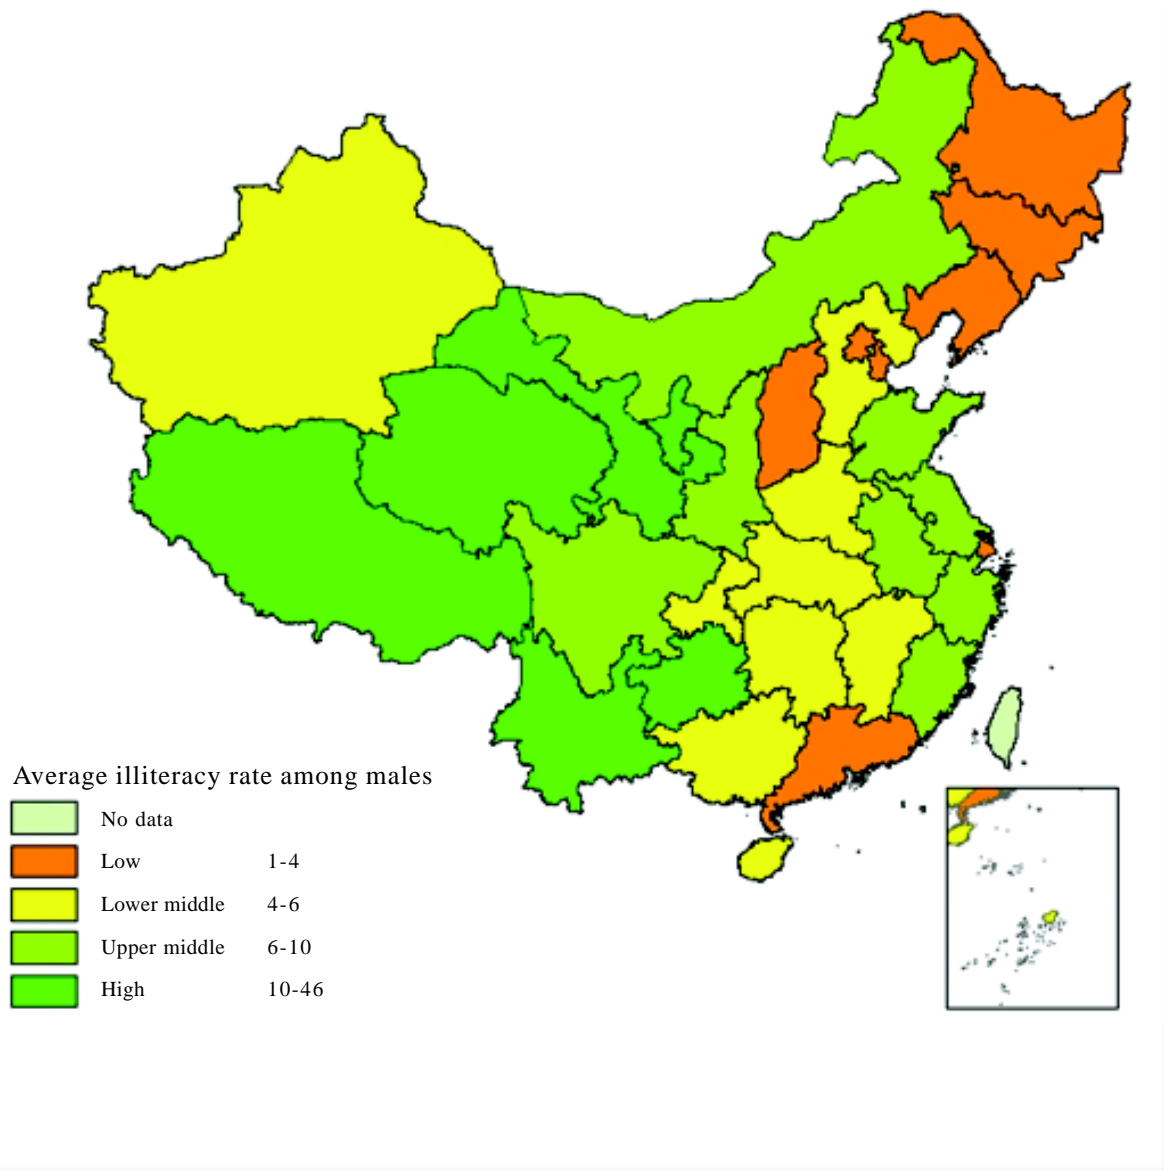 Average illiteracy rate among males
No data
Low 1-4
Lower middle 4-6
Upper middle 6-10
High 10-46